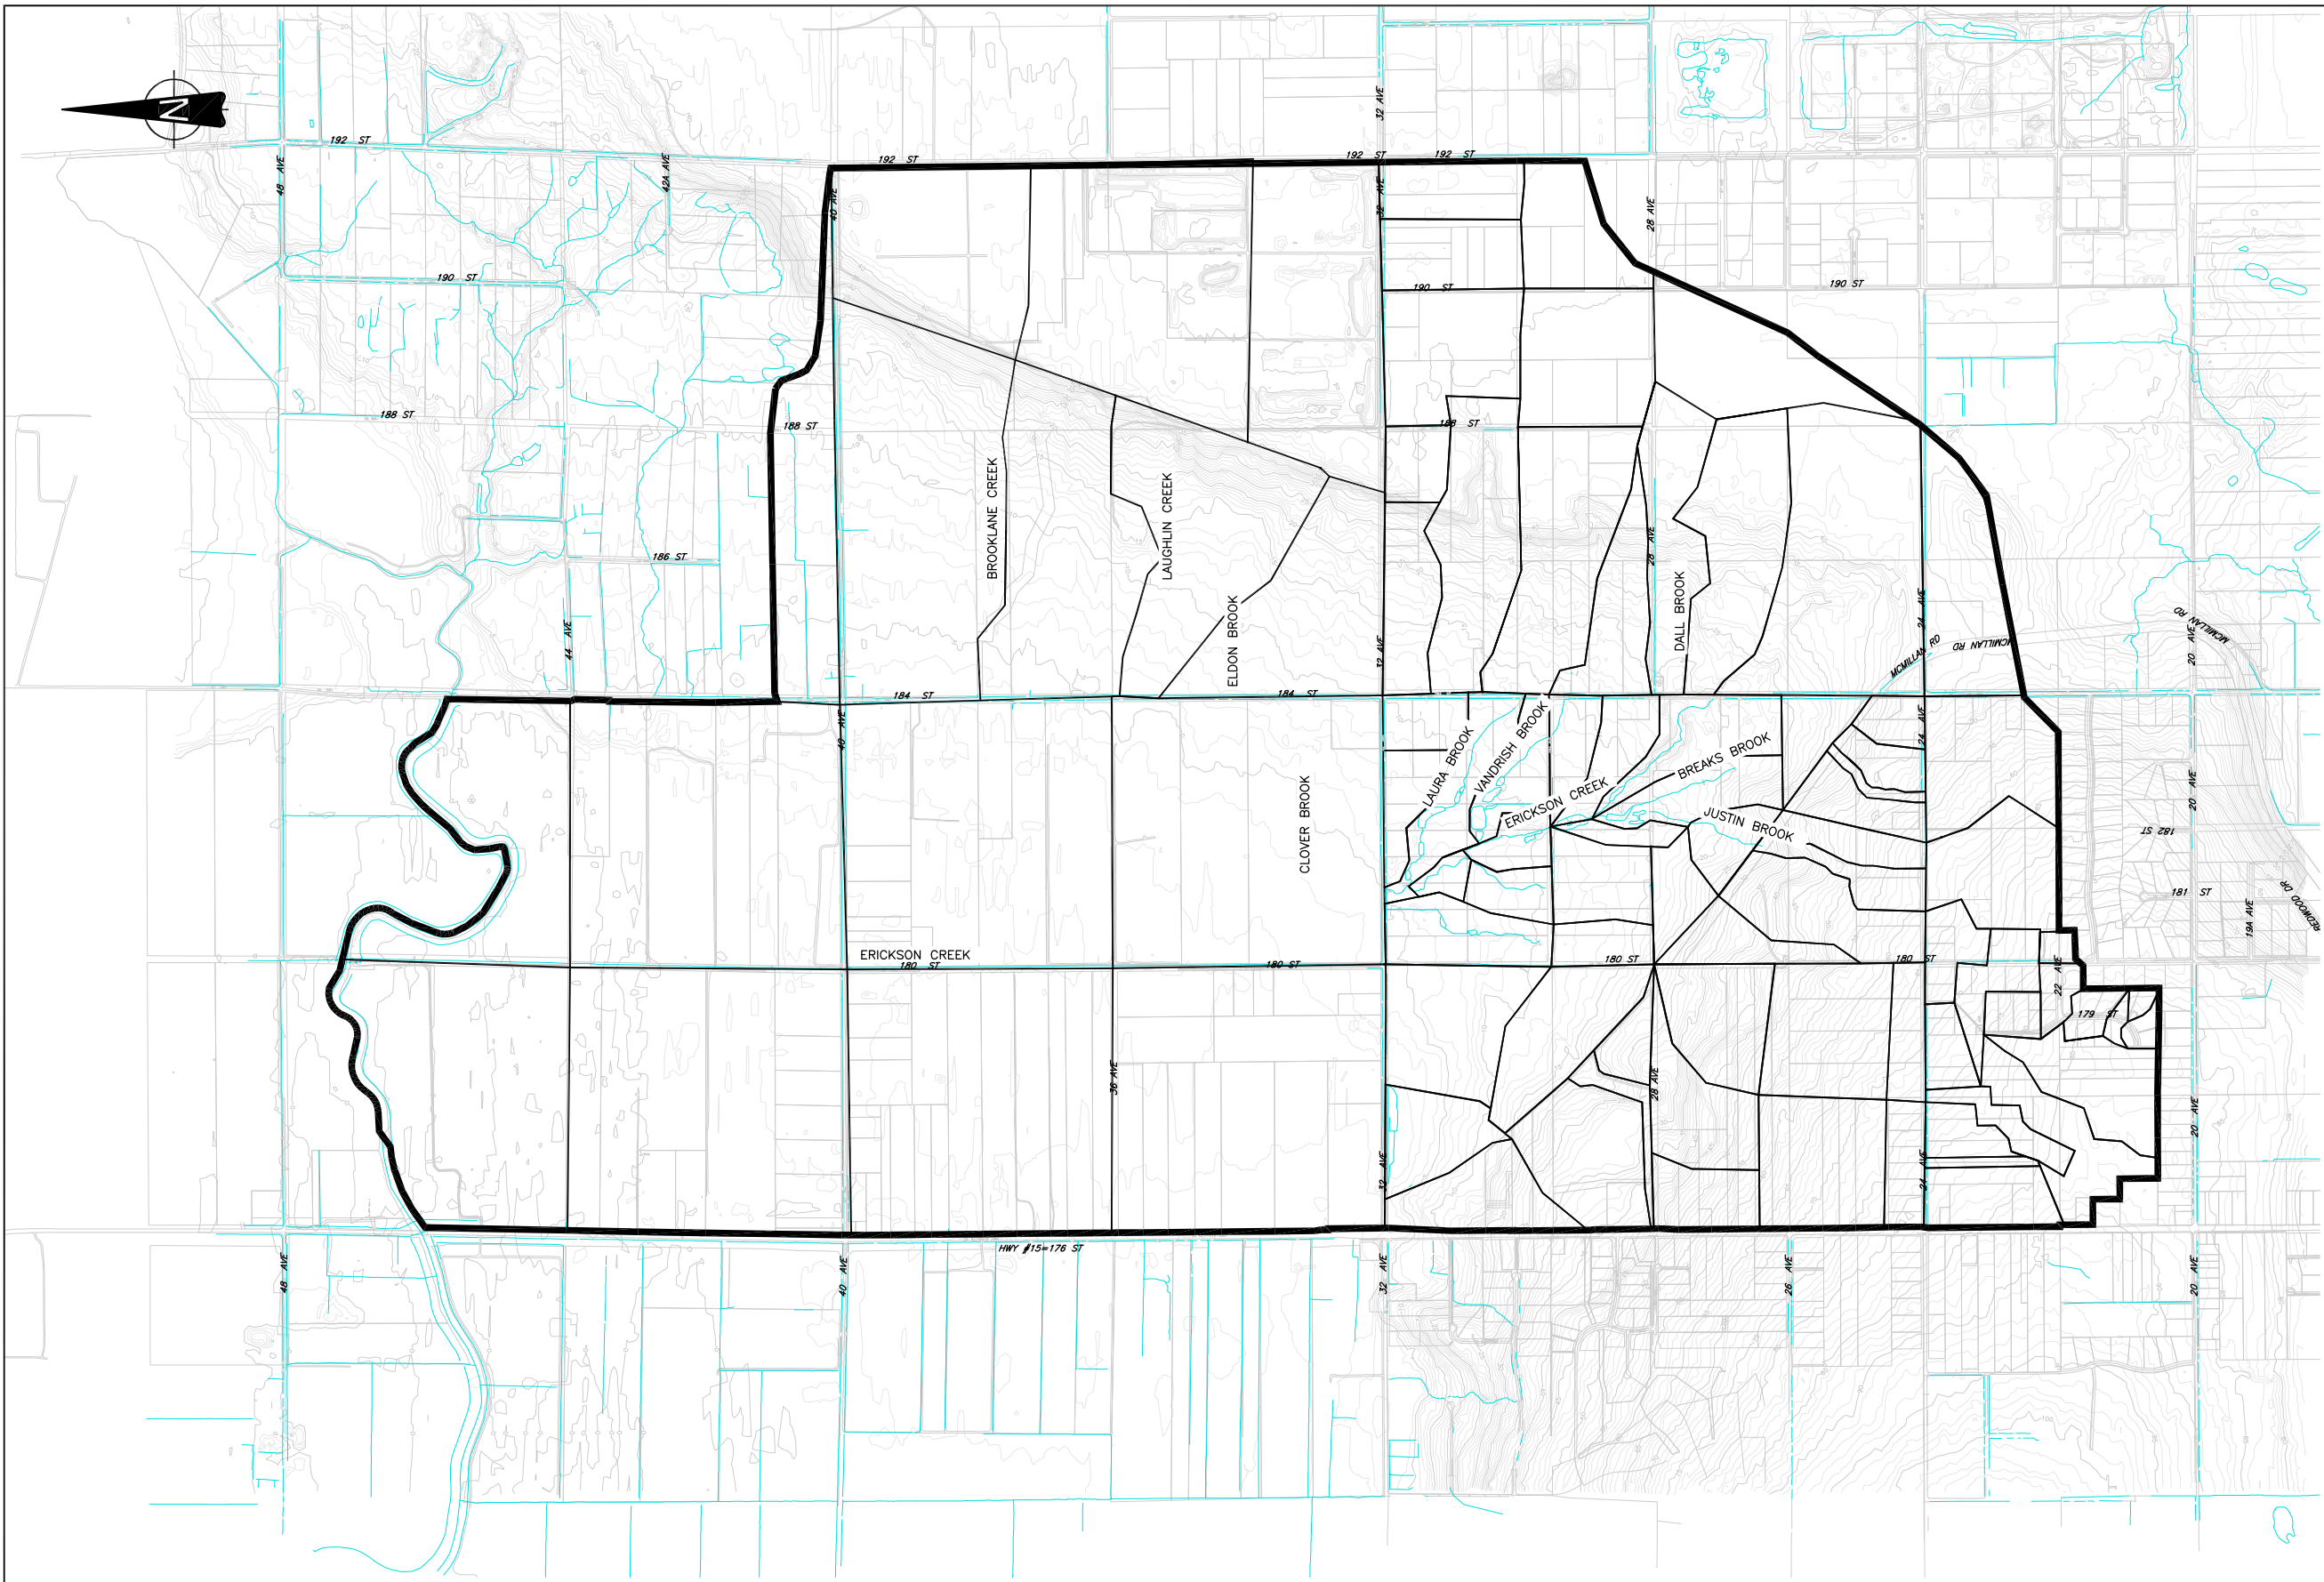 N
32 AVE
192 ST
48 AVE
42A AVE
192 ST
192 ST
192 ST
40 AVE
32 AVE
28 AVE
190 ST
190 ST
190 ST
188 ST
188 ST
188 ST
BROOKLANE CREEK
LAUGHLIN CREEK
186 ST
28 AVE
DALL BROOK
24 AVE
44 AVE
ELDON BROOK
32 AVE
MCMILLAN RD
MCMILLAN RD
20 AVE
MCMILLAN RD
184 ST
184 ST
40 AVE
24 AVE
LAURA BROOK
VANDRISH BROOK
BREAKS BROOK
20 AVE
ERICKSON CREEK
CLOVER BROOK
JUSTIN BROOK
182 ST
181 ST
19A AVE
REDWOOD DR
ERICKSON CREEK
180 ST
180 ST
180 ST
180 ST
22 AVE
179 ST
36 AVE
28 AVE
20 AVE
32 AVE
24 AVE
HWY #15=176 ST
48 AVE
40 AVE
32 AVE
26 AVE
20 AVE